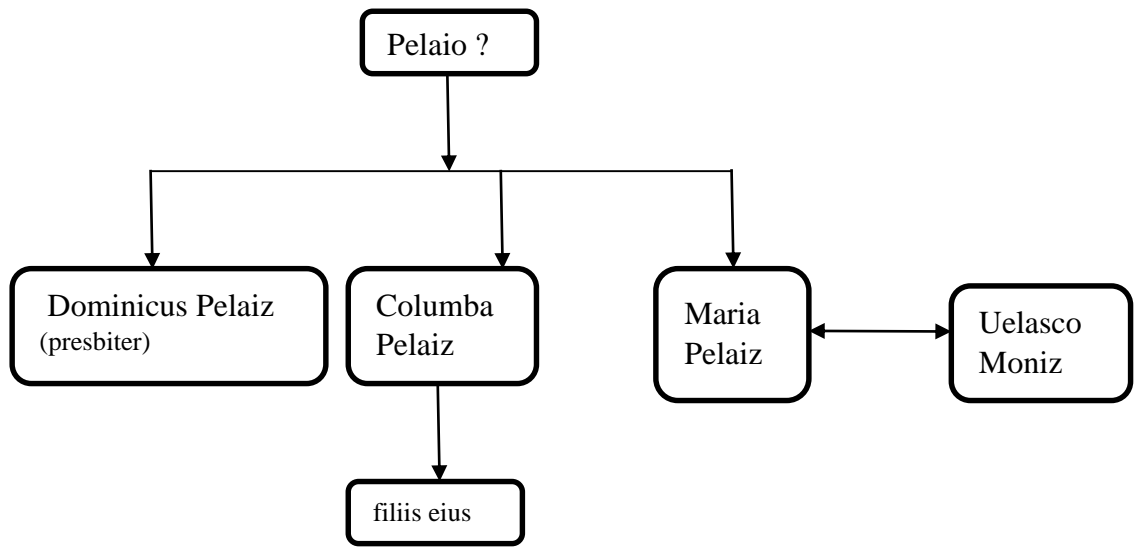 Pelaio ?
Dominicus Pelaiz
(presbiter)
Columba
Pelaiz
Maria
Pelaiz
Uelasco
Moniz
filiis eius